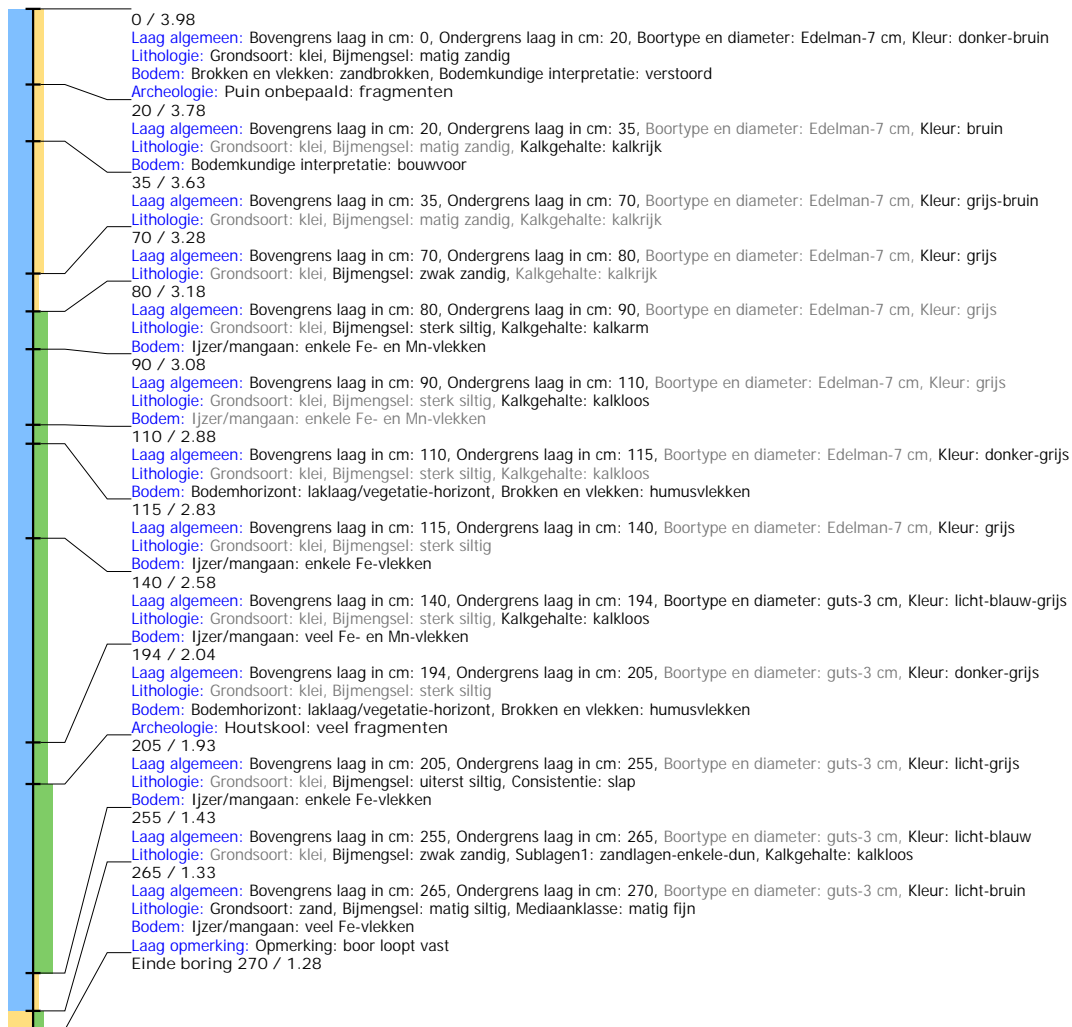 0 / 3.98
Laag algemeen: Bovengrens laag in cm: 0, Ondergrens laag in cm: 20, Boortype en diameter: Edelman-7 cm, Kleur: donker-bruin
Lithologie: Grondsoort: klei, Bijmengsel: matig zandig
Bodem: Brokken en vlekken: zandbrokken, Bodemkundige interpretatie: verstoord
Archeologie: Puin onbepaald: fragmenten
20 / 3.78
Laag algemeen: Bovengrens laag in cm: 20, Ondergrens laag in cm: 35, Boortype en diameter: Edelman-7 cm, Kleur: bruin
Lithologie: Grondsoort: klei, Bijmengsel: matig zandig, Kalkgehalte: kalkrijk
Bodem: Bodemkundige interpretatie: bouwvoor
35 / 3.63
Laag algemeen: Bovengrens laag in cm: 35, Ondergrens laag in cm: 70, Boortype en diameter: Edelman-7 cm, Kleur: grijs-bruin
Lithologie: Grondsoort: klei, Bijmengsel: matig zandig, Kalkgehalte: kalkrijk
70 / 3.28
Laag algemeen: Bovengrens laag in cm: 70, Ondergrens laag in cm: 80, Boortype en diameter: Edelman-7 cm, Kleur: grijs
Lithologie: Grondsoort: klei, Bijmengsel: zwak zandig, Kalkgehalte: kalkrijk
80 / 3.18
Laag algemeen: Bovengrens laag in cm: 80, Ondergrens laag in cm: 90, Boortype en diameter: Edelman-7 cm, Kleur: grijs
Lithologie: Grondsoort: klei, Bijmengsel: sterk siltig, Kalkgehalte: kalkarm
Bodem: Ijzer/mangaan: enkele Fe- en Mn-vlekken
90 / 3.08
Laag algemeen: Bovengrens laag in cm: 90, Ondergrens laag in cm: 110, Boortype en diameter: Edelman-7 cm, Kleur: grijs
Lithologie: Grondsoort: klei, Bijmengsel: sterk siltig, Kalkgehalte: kalkloos
Bodem: Ijzer/mangaan: enkele Fe- en Mn-vlekken
110 / 2.88
Laag algemeen: Bovengrens laag in cm: 110, Ondergrens laag in cm: 115, Boortype en diameter: Edelman-7 cm, Kleur: donker-grijs
Lithologie: Grondsoort: klei, Bijmengsel: sterk siltig, Kalkgehalte: kalkloos
Bodem: Bodemhorizont: laklaag/vegetatie-horizont, Brokken en vlekken: humusvlekken
115 / 2.83
Laag algemeen: Bovengrens laag in cm: 115, Ondergrens laag in cm: 140, Boortype en diameter: Edelman-7 cm, Kleur: grijs
Lithologie: Grondsoort: klei, Bijmengsel: sterk siltig
Bodem: Ijzer/mangaan: enkele Fe-vlekken
140 / 2.58
Laag algemeen: Bovengrens laag in cm: 140, Ondergrens laag in cm: 194, Boortype en diameter: guts-3 cm, Kleur: licht-blauw-grijs
Lithologie: Grondsoort: klei, Bijmengsel: sterk siltig, Kalkgehalte: kalkloos
Bodem: Ijzer/mangaan: veel Fe- en Mn-vlekken
194 / 2.04
Laag algemeen: Bovengrens laag in cm: 194, Ondergrens laag in cm: 205, Boortype en diameter: guts-3 cm, Kleur: donker-grijs
Lithologie: Grondsoort: klei, Bijmengsel: sterk siltig
Bodem: Bodemhorizont: laklaag/vegetatie-horizont, Brokken en vlekken: humusvlekken
Archeologie: Houtskool: veel fragmenten
205 / 1.93
Laag algemeen: Bovengrens laag in cm: 205, Ondergrens laag in cm: 255, Boortype en diameter: guts-3 cm, Kleur: licht-grijs
Lithologie: Grondsoort: klei, Bijmengsel: uiterst siltig, Consistentie: slap
Bodem: Ijzer/mangaan: enkele Fe-vlekken
255 / 1.43
Laag algemeen: Bovengrens laag in cm: 255, Ondergrens laag in cm: 265, Boortype en diameter: guts-3 cm, Kleur: licht-blauw
Lithologie: Grondsoort: klei, Bijmengsel: zwak zandig, Sublagen1: zandlagen-enkele-dun, Kalkgehalte: kalkloos
265 / 1.33
Laag algemeen: Bovengrens laag in cm: 265, Ondergrens laag in cm: 270, Boortype en diameter: guts-3 cm, Kleur: licht-bruin
Lithologie: Grondsoort: zand, Bijmengsel: matig siltig, Mediaanklasse: matig fijn
Bodem: Ijzer/mangaan: veel Fe-vlekken
Laag opmerking: Opmerking: boor loopt vast
Einde boring 270 / 1.28